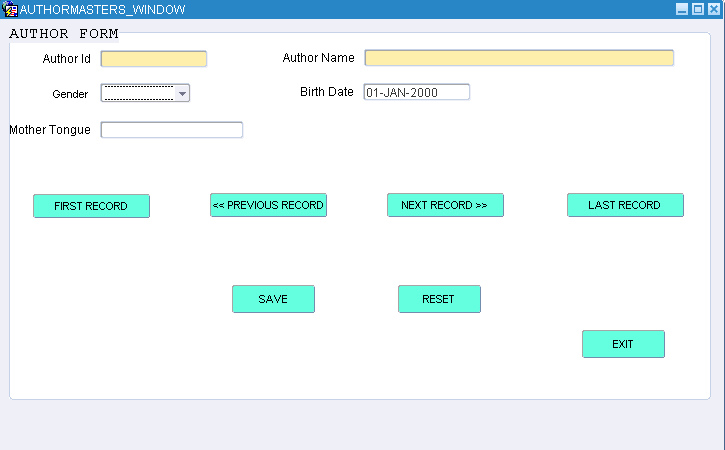 AUTHORMASTERS_WINDOW
AUTHOR FORM
Author Id
Author Name
Gender
Birth Date 01-JAN-2000
Mother Tongue
FIRST RECORD
<< PREVIOUS RECORD
NEXT RECORD >>
LAST RECORD
SAVE
RESET
EXIT